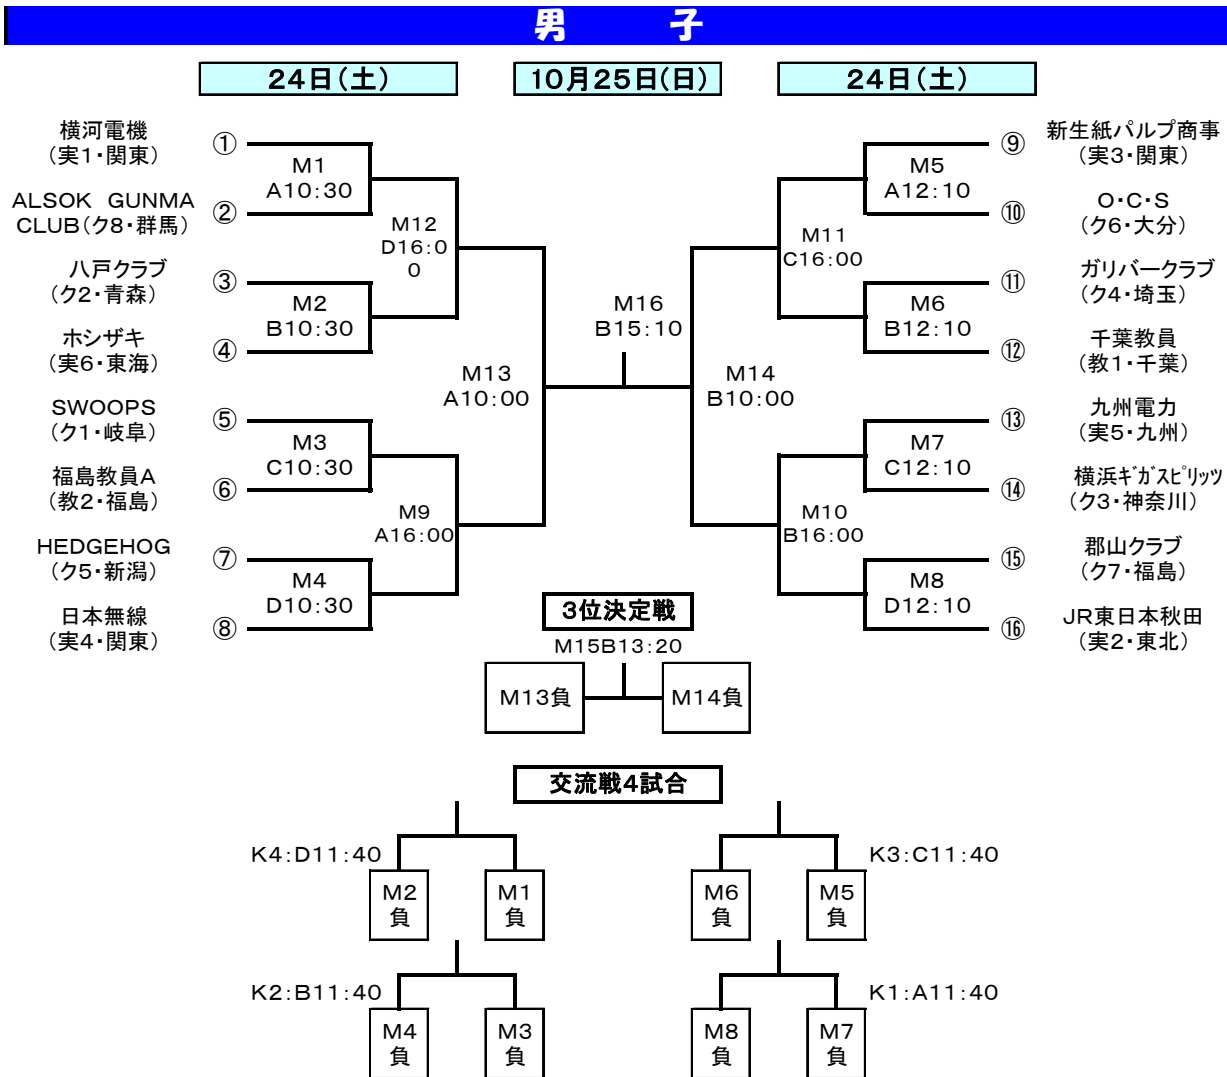 男　子
24日(土)
10月25日(日)
24日(土)
横河電機
(実1・関東)
①
M1
A10:30
ALSOK GUNMA
CLUB(ク8・群馬)
②
M12
D16:0
0
八戸クラブ
(ク2・青森)
③
M2
B10:30
ホシザキ
(実6・東海)
④
M13
A10:00
SWOOPS
(ク1・岐阜)
⑤
M3
C10:30
福島教員A
(教2・福島)
⑥
M9
A16:00
HEDGEHOG
(ク5・新潟)
⑦
M4
D10:30
日本無線
(実4・関東)
⑧
M16
B15:10
新生紙パルプ商事
(実3・関東)
⑨
M5
A12:10
O・C・S
(ク6・大分)
⑩
M11
C16:00
ガリバークラブ
(ク4・埼玉)
⑪
M6
B12:10
千葉教員
(教1・千葉)
⑫
M14
B10:00
九州電力
(実5・九州)
⑬
M7
C12:10
横浜ギガスピリッツ
(ク3・神奈川)
⑭
M10
B16:00
郡山クラブ
(ク7・福島)
⑮
M8
D12:10
JR東日本秋田
(実2・東北)
⑯
3位決定戦
M15B13:20
M13負
M14負
交流戦4試合
K4:D11:40
M2
負
M1
負
K3:C11:40
M6
負
M5
負
K2:B11:40
M4
負
M3
負
K1:A11:40
M8
負
M7
負